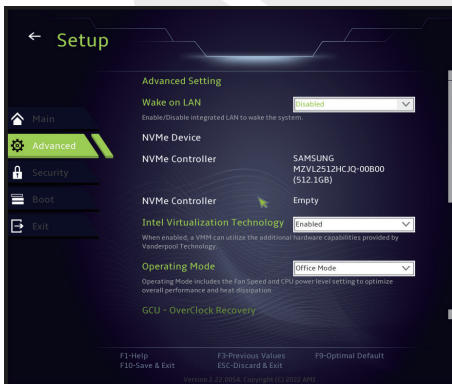 ← Setup
Advanced Setting
Wake on LAN
Disabled
Enable/Disable integrated LAN to wake the system.
Main
NVMe Device
Advanced
NVMe Controller
SAMSUNG
MZVL2512HCJQ-00B00
(512.1GB)
Security
Boot
NVMe Controller
Empty
Exit
Intel Virtualization Technology
Enabled
When enabled, a VMM can utilize the additional hardware capabilities provided by
Vanderpool Technology.
Operating Mode
Office Mode
Operating Mode includes the Fan Speed and CPU power level setting to optimize
overall performance and heat dissipation
GCU - OverClock Recovery
F1-Help
F3-Previous Values
F9-Optimal Default
F10-Save & Exit
ESC-Discard & Exit
Version 2.22.0054. Copyright (C) 2022 AMI